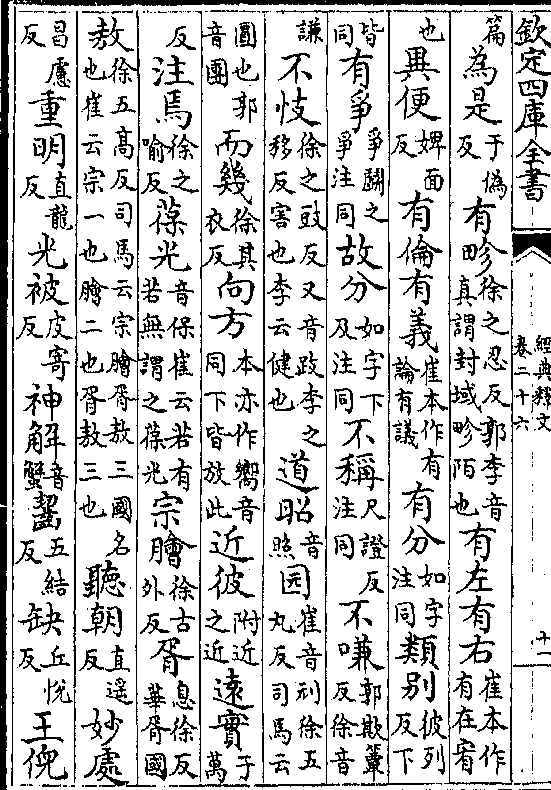 欽定四庫全書
經典釋文
卷二十六
十一
篇為是于偽反有畛徐之忍反郭李音真謂封域畛陌也有左有右崔本作有在宥
也異便婢面反有倫有義崔本作有論有議有分如字注同類別彼列反下
皆同有爭爭鬬之爭注同故分如字下及注同不稱尺證反注同不嗛郭欺簟反徐音
謙不忮徐之豉反又音跂李之移反害也李云健也道昭音照园崔音刓徐五丸反司馬云
圓也郭音團而幾徐其衣反向方本亦作嚮音同下皆放此近彼附近之近遠實于萬
反注焉徐之喻反葆光音保崔云若有若無謂之葆光宗膾徐古外反胥息徐反華胥國
敖徐五高反司馬云宗膾胥敖三國名也崔云宗一也膾二也胥敖三也聽朝直遥反妙處
昌慮反重明直龍反光被皮寄反神解音蟹齧五結反缺丘悦反王倪